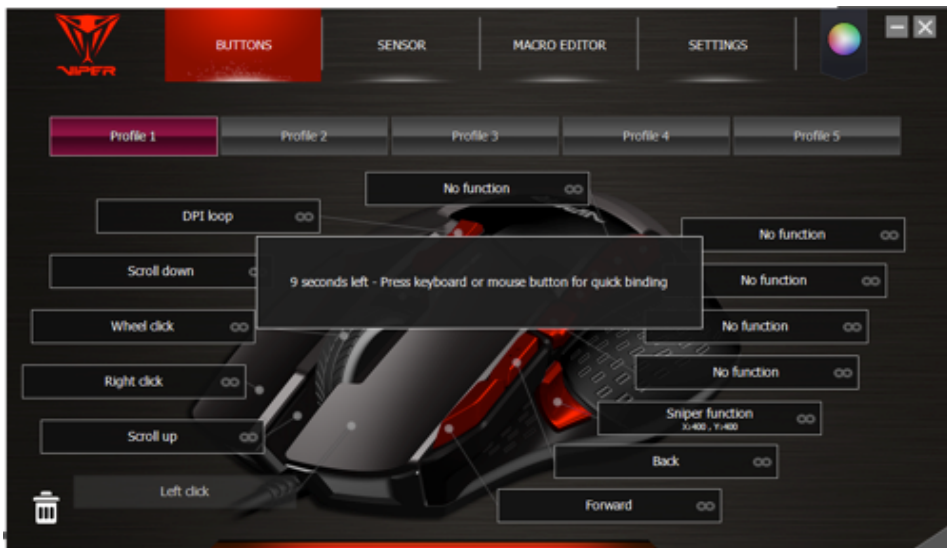 VIPER
BUTTONS
SENSOR
MACRO EDITOR
SETTINGS
Profile 1
Profile 2
Profile 3
Profile 4
Profile 5
No function
DPI loop
No function
Scroll down
No function
9 seconds left - Press keyboard or mouse button for quick binding
Wheel click
No function
Right click
No function
Sniper function
X:400 , Y:400
Scroll up
Back
Left click
Forward